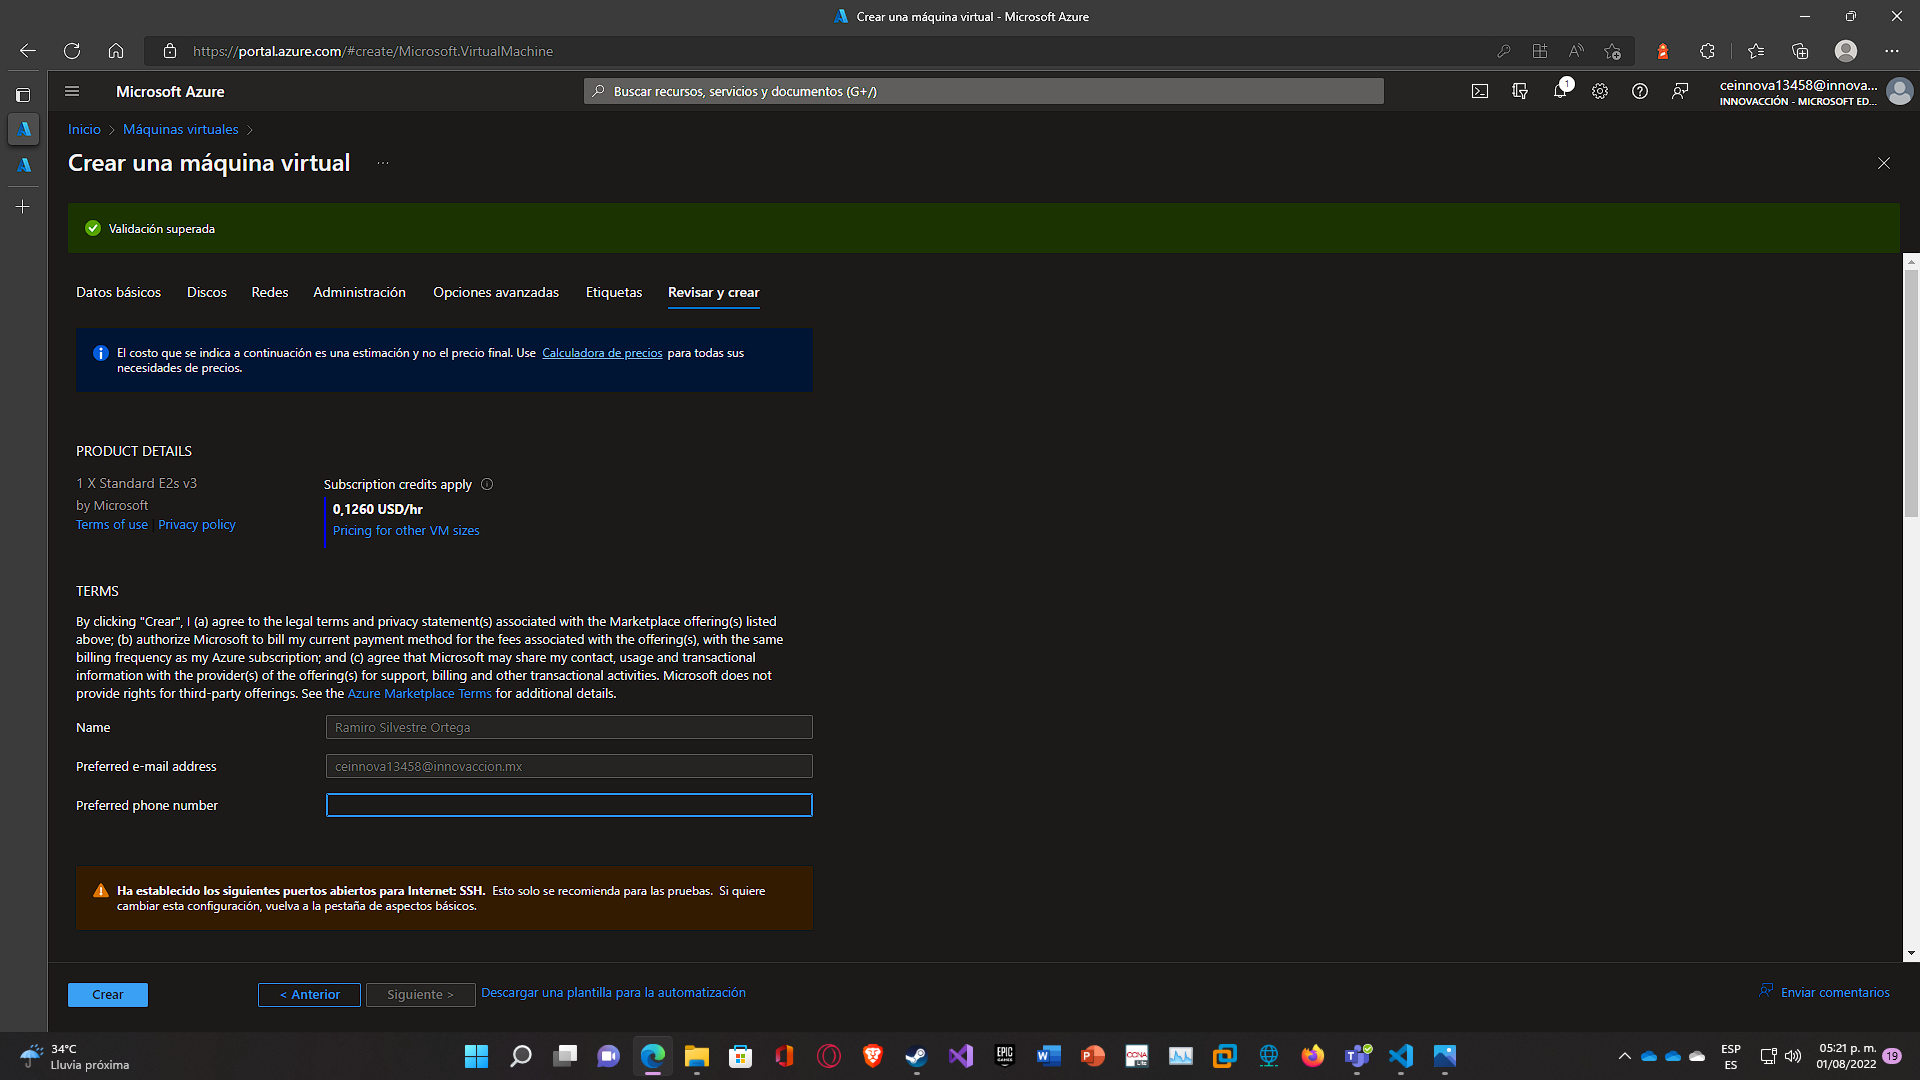 Crear una máquina virtual - Microsoft Azure
https://portal.azure.com/#create/Microsoft.VirtualMachine
Microsoft Azure
Buscar recursos, servicios y documentos (G+/)
1
ceinnova13458@innova...
INNOVACCIÓN - MICROSOFT ED...
Inicio
Máquinas virtuales
Crear una máquina virtual
...
Validación superada
Datos básicos
Discos
Redes
Administración
Opciones avanzadas
Etiquetas
Revisar y crear
El costo que se indica a continuación es una estimación y no el precio final. Use Calculadora de precios para todas sus
necesidades de precios.
PRODUCT DETAILS
1 X Standard E2s v3
by Microsoft
Terms of use | Privacy policy
Subscription credits apply
0,1260 USD/hr
Pricing for other VM sizes
TERMS
By clicking "Crear", I (a) agree to the legal terms and privacy statement(s) associated with the Marketplace offering(s) listed
above; (b) authorize Microsoft to bill my current payment method for the fees associated with the offering(s), with the same
billing frequency as my Azure subscription; and (c) agree that Microsoft may share my contact, usage and transactional
information with the provider(s) of the offering(s) for support, billing and other transactional activities. Microsoft does not
provide rights for third-party offerings. See the Azure Marketplace Terms for additional details.
Name
Ramiro Silvestre Ortega
Preferred e-mail address
ceinnova13458@innovaccion.mx
Preferred phone number
Ha establecido los siguientes puertos abiertos para Internet: SSH. Esto solo se recomienda para las pruebas. Si quiere
cambiar esta configuración, vuelva a la pestaña de aspectos básicos.
Crear
< Anterior
Siguiente >
Descargar una plantilla para la automatización
Enviar comentarios
34°C
Lluvia próxima
EPIC
GAMES
CCNA
ESP
ES
05:21 p. m.
01/08/2022
19